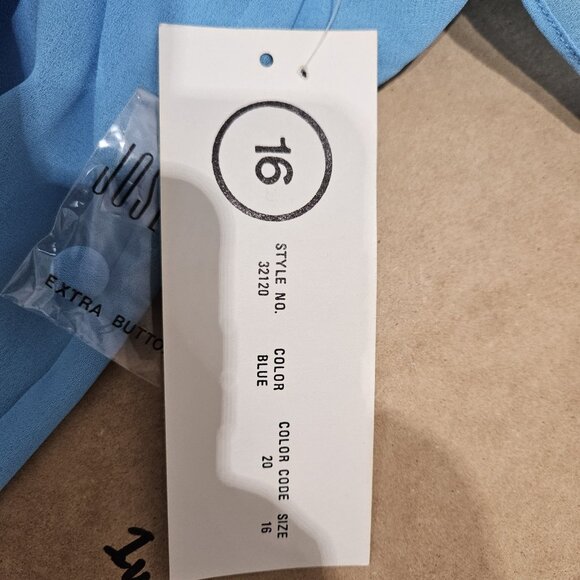 16
STYLE NO.
32120
COLOR
BLUE
COLOR CODE
20
SIZE
16
EXTRA BUTTO